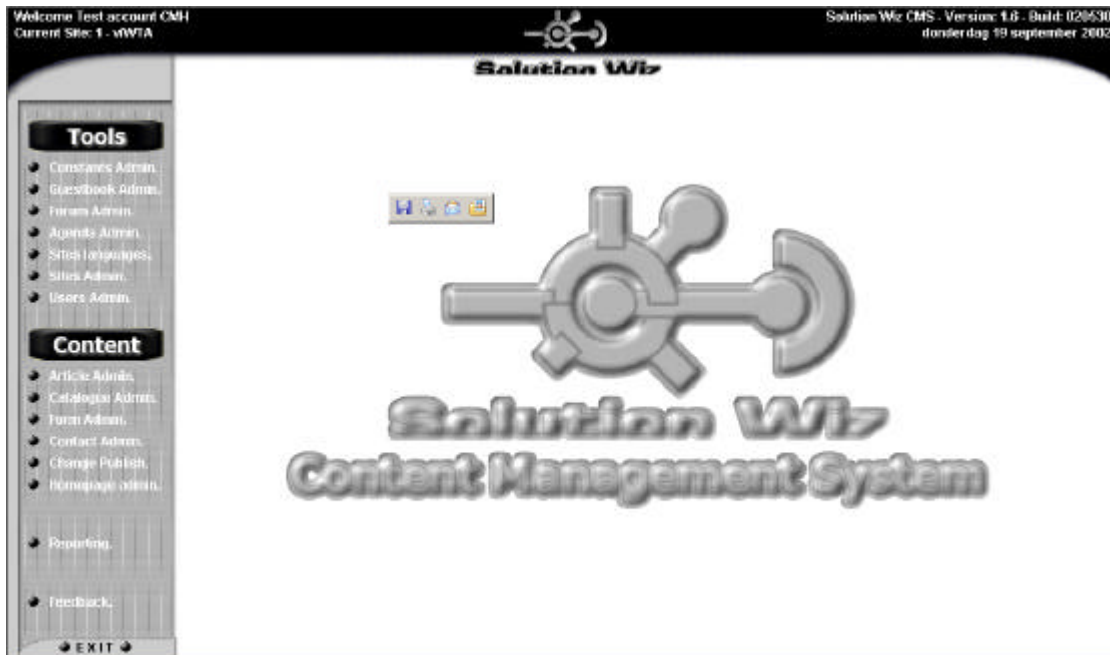 Welcome Test account CMH
Current Site: 1 - viWTA
Solution Wiz CMS - Version: 1.6 - Build: 020530
donderdag 19 september 2002
Solution Wiz
Tools
Constants Admin.
Guestbook Admin.
Forum Admin.
Agenda Admin.
Sites languages.
Sites Admin.
Users Admin.
Content
Article Admin.
Catalogue Admin.
Form Admin.
Contact Admin.
Change Publish.
Homepage admin.
Reporting.
Feedback.
EXIT
Solution Wiz
Content Management System